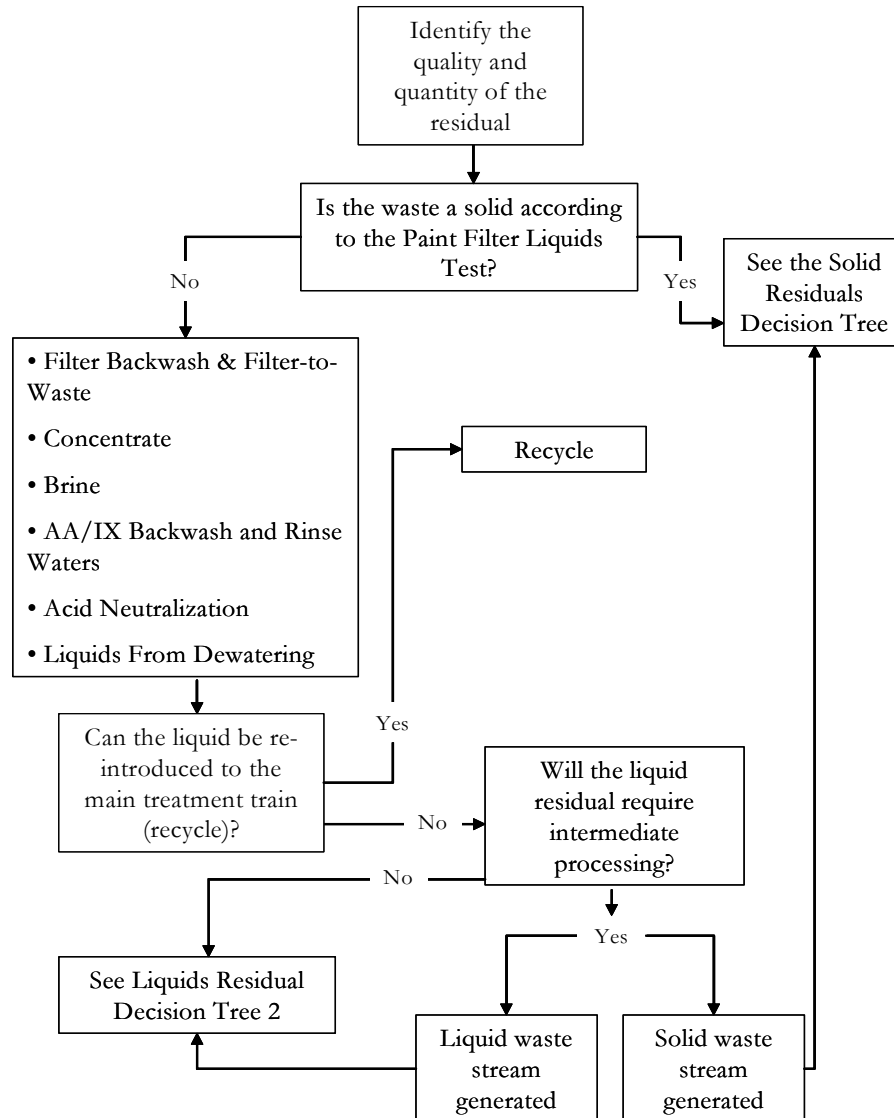 Identify the
quality and
quantity of the
residual
Is the waste a solid according
to the Paint Filter Liquids
Test?
No
Yes
See the Solid
Residuals
Decision Tree
• Filter Backwash & Filter-to-
Waste
• Concentrate
• Brine
• AA/IX Backwash and Rinse
Waters
• Acid Neutralization
• Liquids From Dewatering
Recycle
Yes
Can the liquid be re-
introduced to the
main treatment train
(recycle)?
No
Will the liquid
residual require
intermediate
processing?
No
Yes
See Liquids Residual
Decision Tree 2
Liquid waste
stream
generated
Solid waste
stream
generated